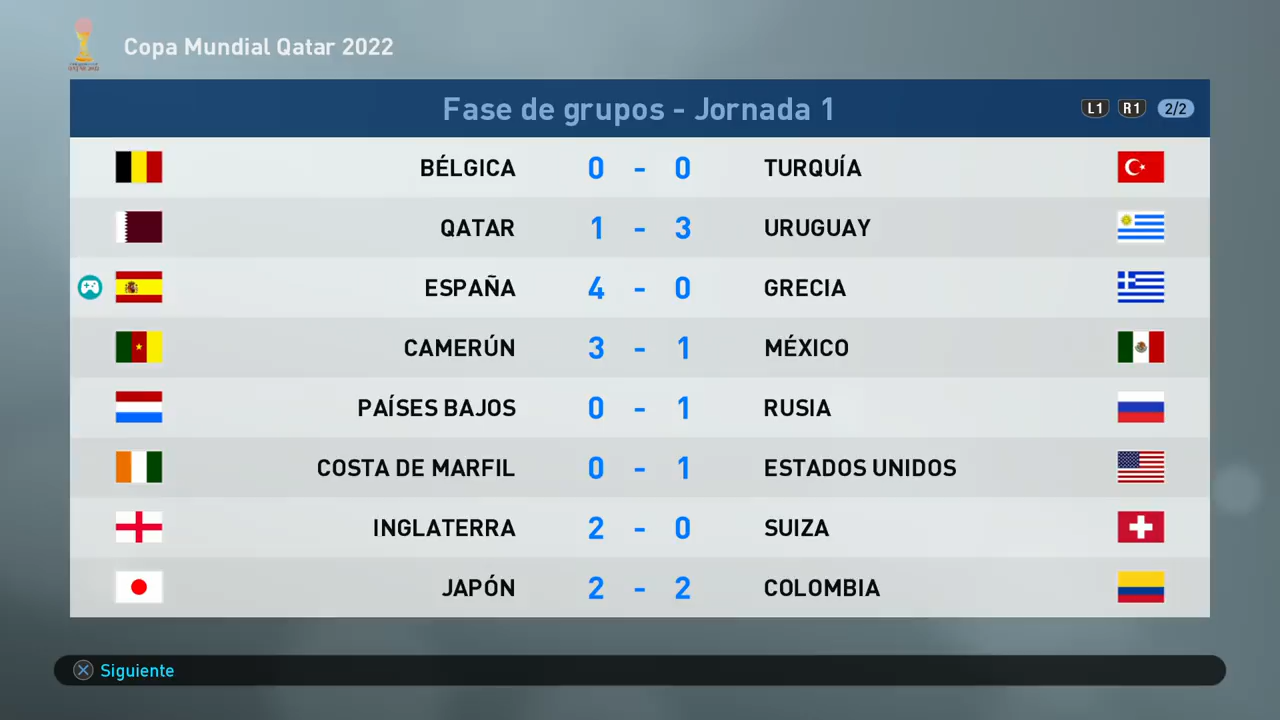 Copa Mundial Qatar 2022
Fase de grupos - Jornada 1
L1 R1 2/2
BÉLGICA 0 - 0 TURQUÍA
QATAR 1 - 3 URUGUAY
ESPAÑA 4 - 0 GRECIA
CAMERÚN 3 - 1 MÉXICO
PAÍSES BAJOS 0 - 1 RUSIA
COSTA DE MARFIL 0 - 1 ESTADOS UNIDOS
INGLATERRA 2 - 0 SUIZA
JAPÓN 2 - 2 COLOMBIA
Siguiente